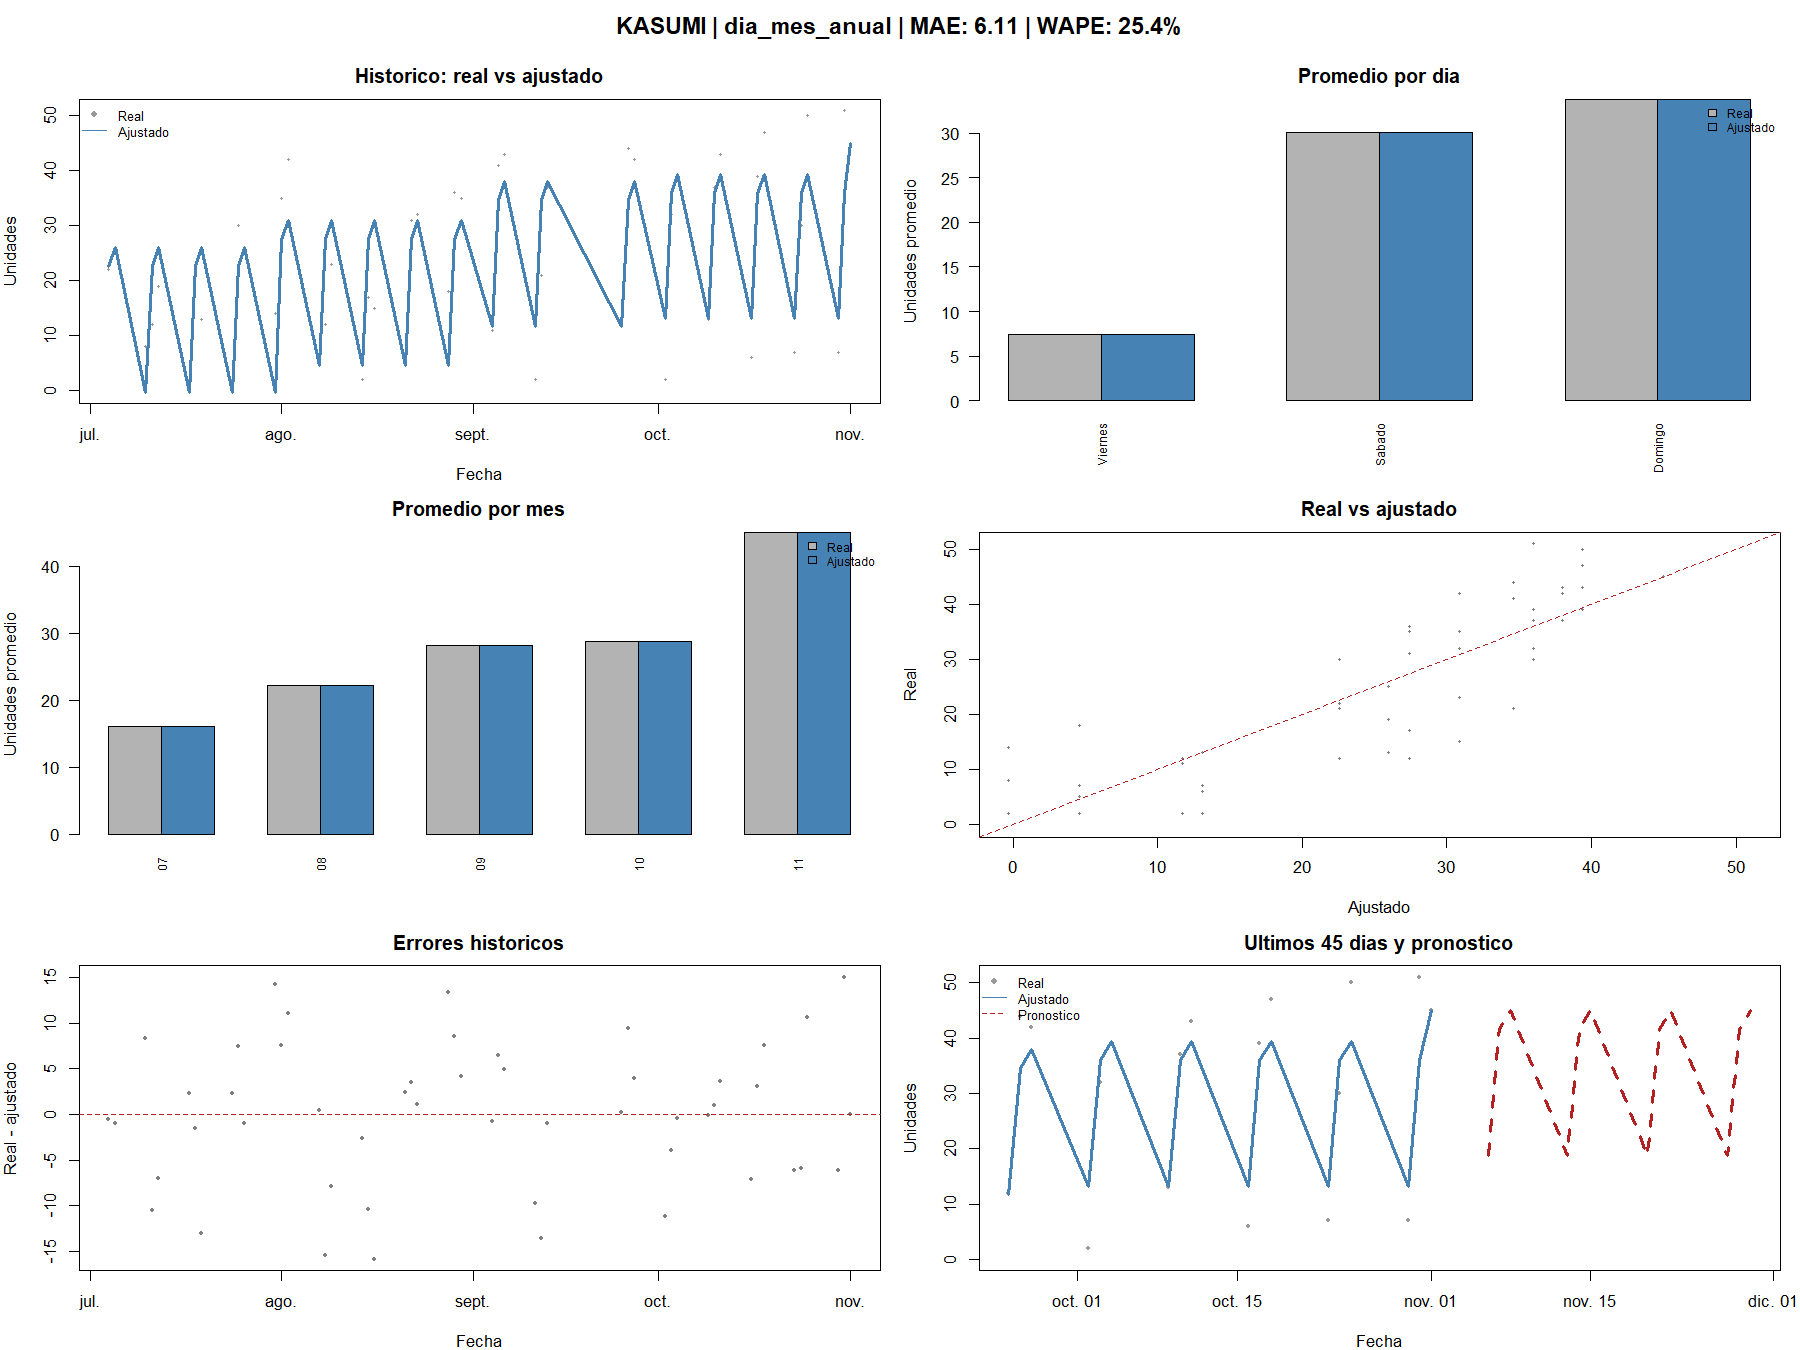 KASUMI | dia_mes_anual | MAE: 6.11 | WAPE: 25.4%
Historico: real vs ajustado
Real
Ajustado
Unidades
50
40
30
20
10
0
jul.
ago.
sept.
oct.
nov.
Fecha
Promedio por dia
Real
Ajustado
Unidades promedio
30
25
20
15
10
5
0
Viernes
Sabado
Domingo
Promedio por mes
Real
Ajustado
Unidades promedio
40
30
20
10
0
07
08
09
10
11
Real vs ajustado
Real
50
40
30
20
10
0
0
10
20
30
40
50
Ajustado
Errores historicos
Real - ajustado
15
10
5
0
-5
-10
-15
jul.
ago.
sept.
oct.
nov.
Fecha
Ultimos 45 dias y pronostico
Real
Ajustado
Pronostico
Unidades
50
40
30
20
10
0
oct. 01
oct. 15
nov. 01
nov. 15
dic. 01
Fecha